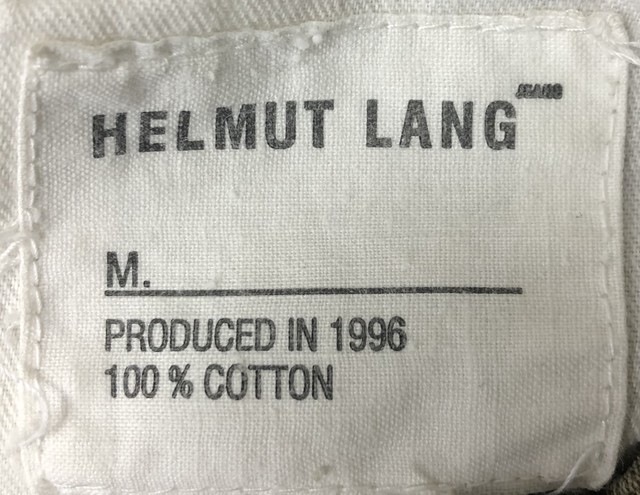 HELMUT LANG JEANS
M.
PRODUCED IN 1996
100 % COTTON